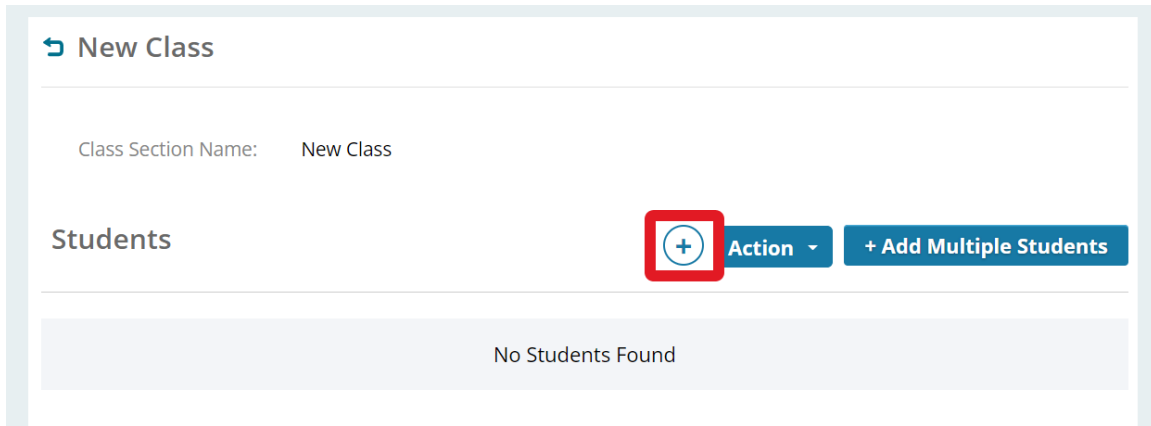 New Class
Class Section Name: New Class
Students + Action + Add Multiple Students
No Students Found